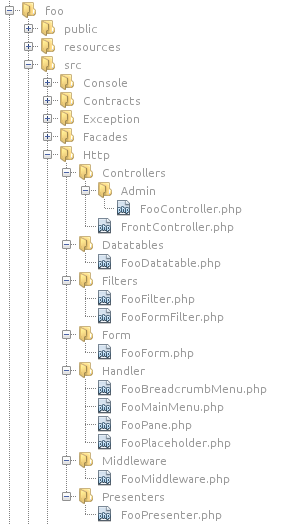 foo
public
resources
src
Console
Contracts
Exception
Facades
Http
Controllers
Admin
FooController.php
FrontController.php
Datatables
FooDatatable.php
Filters
FooFilter.php
FooFormFilter.php
Form
FooForm.php
Handler
FooBreadcrumbMenu.php
FooMainMenu.php
FooPane.php
FooPlaceholder.php
Middleware
FooMiddleware.php
Presenters
FooPresenter.php